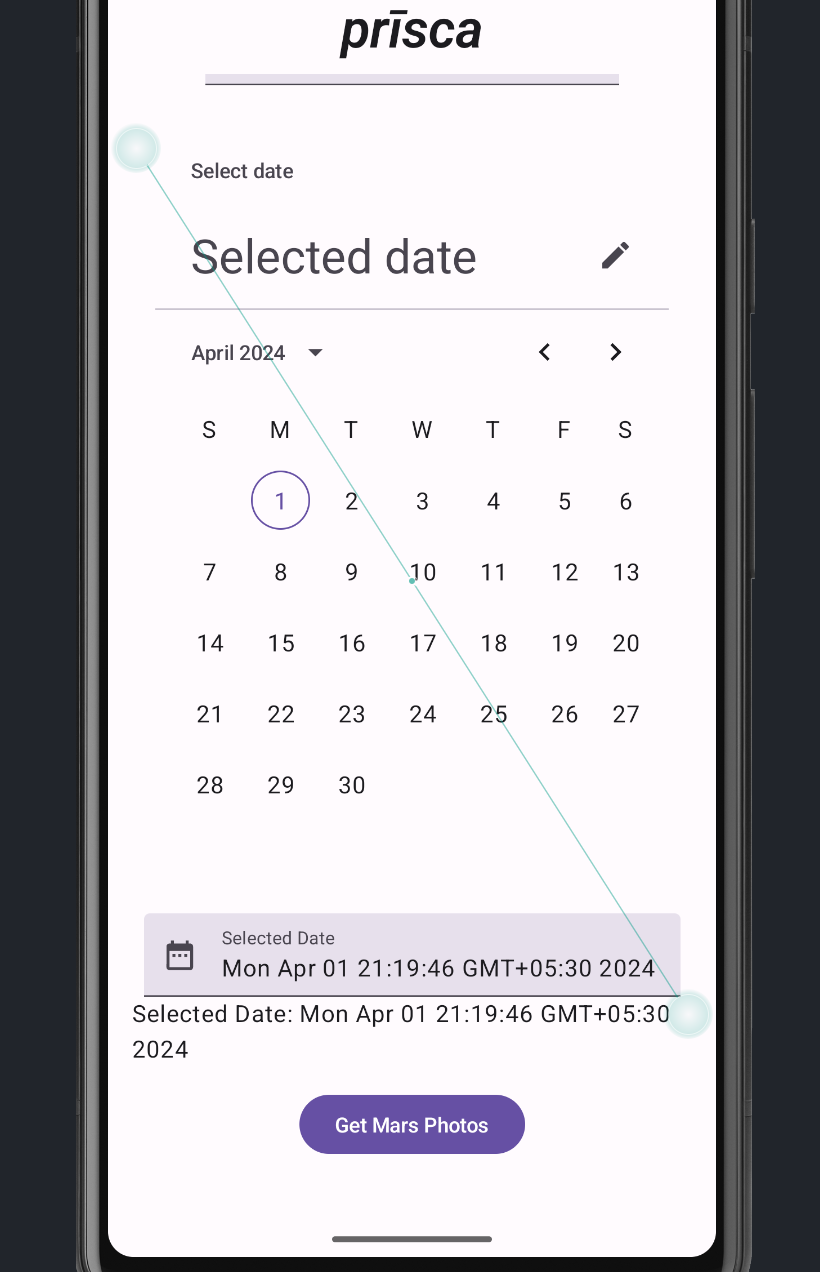 prīsca
Select date
Selected date
April 2024
S M T W T F S
1 2 3 4 5 6
7 8 9 10 11 12 13
14 15 16 17 18 19 20
21 22 23 24 25 26 27
28 29 30
Selected Date
Mon Apr 01 21:19:46 GMT+05:30 2024
Selected Date: Mon Apr 01 21:19:46 GMT+05:30
2024
Get Mars Photos